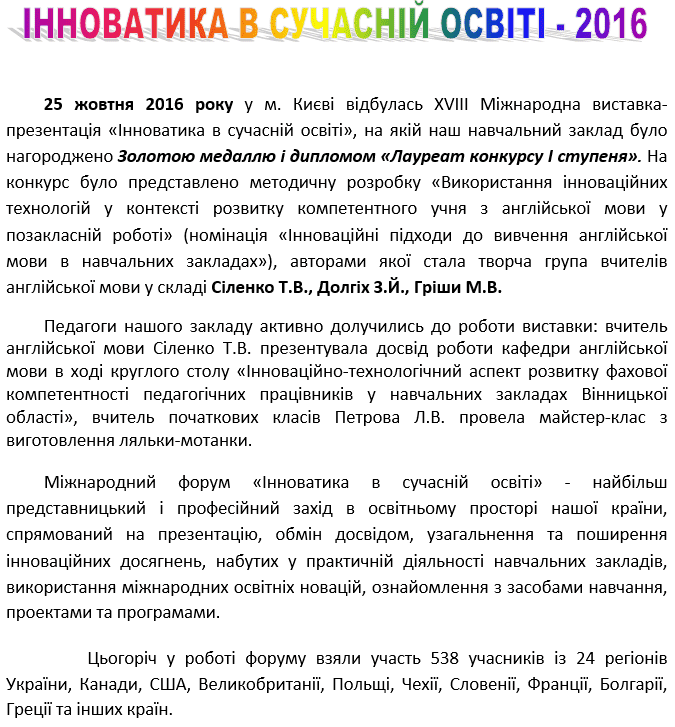 ІННОВАТИКА В СУЧАСНІЙ ОСВІТІ - 2016
25 жовтня 2016 року у м. Києві відбулась XVIII Міжнародна виставка-
презентація «Інноватика в сучасній освіті», на якій наш навчальний заклад було
нагороджено Золотою медаллю і дипломом «Лауреат конкурсу І ступеня». На
конкурс було представлено методичну розробку «Використання інноваційних
технологій у контексті розвитку компетентного учня з англійської мови у
позакласній роботі» (номінація «Інноваційні підходи до вивчення англійської
мови в навчальних закладах»), авторами якої стала творча група вчителів
англійської мови у складі Сіленко Т.В., Долгіх З.Й., Гріши М.В.
Педагоги нашого закладу активно долучились до роботи виставки: вчитель
англійської мови Сіленко Т.В. презентувала досвід роботи кафедри англійської
мови в ході круглого столу «Інноваційно-технологічний аспект розвитку фахової
компетентності педагогічних працівників у навчальних закладах Вінницької
області», вчитель початкових класів Петрова Л.В. провела майстер-клас з
виготовлення ляльки-мотанки.
Міжнародний форум «Інноватика в сучасній освіті» - найбільш
представницький і професійний захід в освітньому просторі нашої країни,
спрямований на презентацію, обмін досвідом, узагальнення та поширення
інноваційних досягнень, набутих у практичній діяльності навчальних закладів,
використання міжнародних освітніх новацій, ознайомлення з засобами навчання,
проектами та програмами.
Цьогоріч у роботі форуму взяли участь 538 учасників із 24 регіонів
України, Канади, США, Великобританії, Польщі, Чехії, Словенії, Франції, Болгарії,
Греції та інших країн.